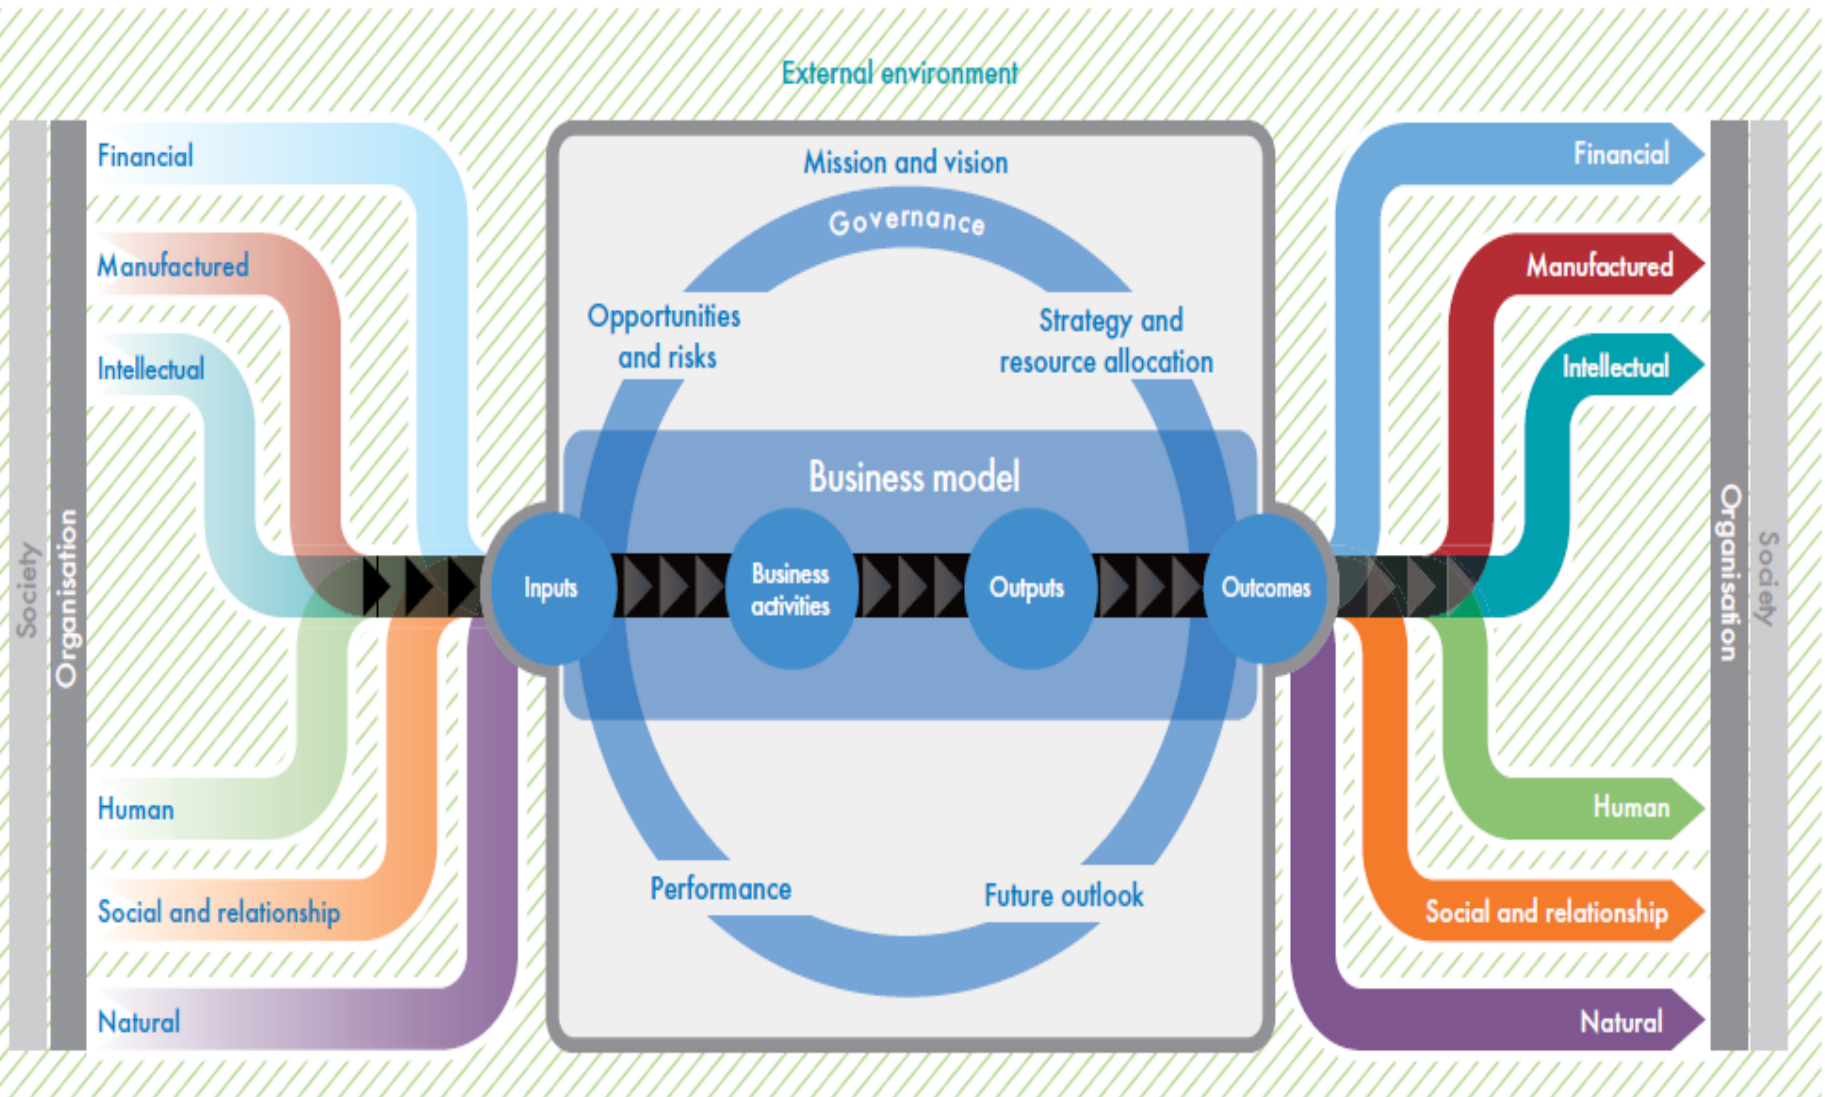 External environment
Society
Organisation
Financial
Manufactured
Intellectual
Human
Social and relationship
Natural
Mission and vision
Governance
Opportunities
and risks
Strategy and
resource allocation
Business model
Inputs
Business
activities
Outputs
Outcomes
Performance
Future outlook
Financial
Manufactured
Intellectual
Human
Social and relationship
Natural
Organisation
Society